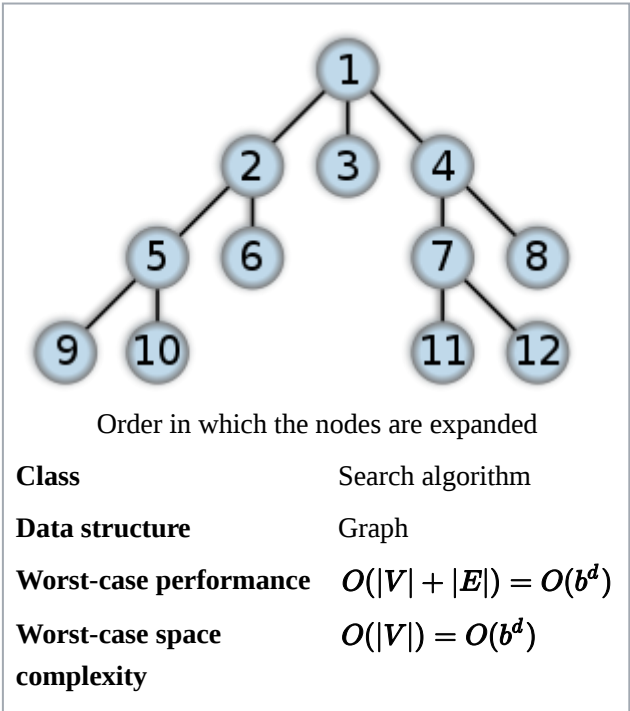 1
2 3 4
5 6 7 8
9 10 11 12
Order in which the nodes are expanded
Class Search algorithm
Data structure Graph
Worst-case performance O(|V| + |E|) = O(b^d)
Worst-case space O(|V|) = O(b^d)
complexity